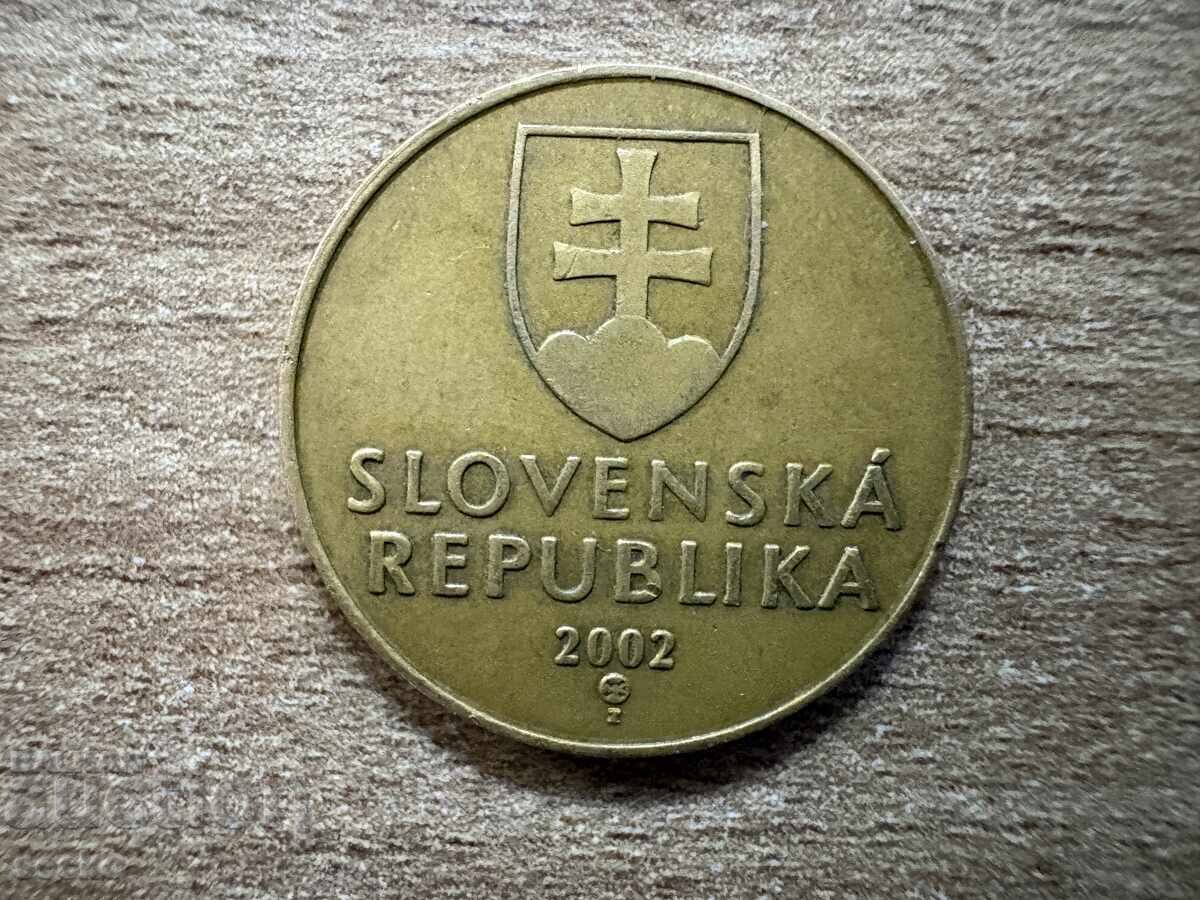 SLOVENSKÁ
REPUBLIKA
2002
Z